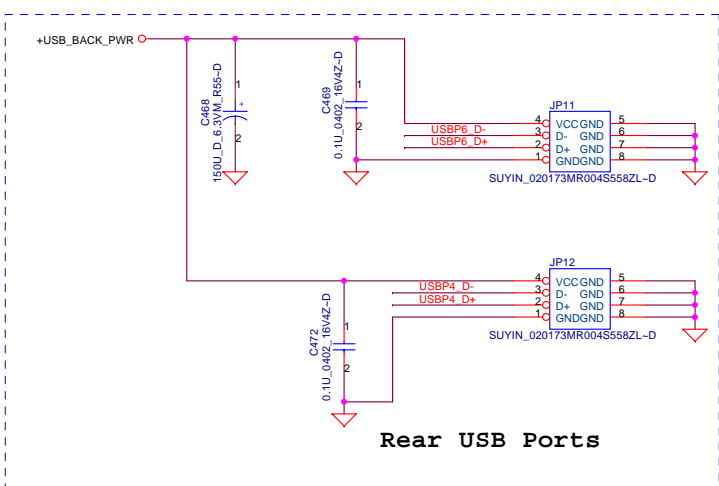 +USB_BACK_PWR
1
+
2
C468
150U_D_6.3VM_R55~D
1
2
C469
0.1U_0402_16V4Z~D
JP11
4 VCC GND 5
USBP6_D- 3 D- GND 6
USBP6_D+ 2 D+ GND 7
1 GND GND 8
SUYIN_020173MR004S558ZL~D
JP12
4 VCC GND 5
USBP4_D- 3 D- GND 6
USBP4_D+ 2 D+ GND 7
1 GND GND 8
SUYIN_020173MR004S558ZL~D
1
2
C472
0.1U_0402_16V4Z~D
Rear USB Ports